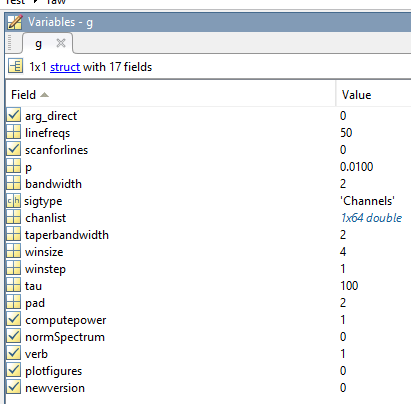 Variables - g
g
1x1 struct with 17 fields
Field Value
arg_direct 0
linefreqs 50
scanforlines 0
p 0.0100
bandwidth 2
sigtype 'Channels'
chanlist 1x64 double
taperbandwidth 2
winsize 4
winstep 1
tau 100
pad 2
computepower 1
normSpectrum 0
verb 1
plotfigures 0
newversion 0